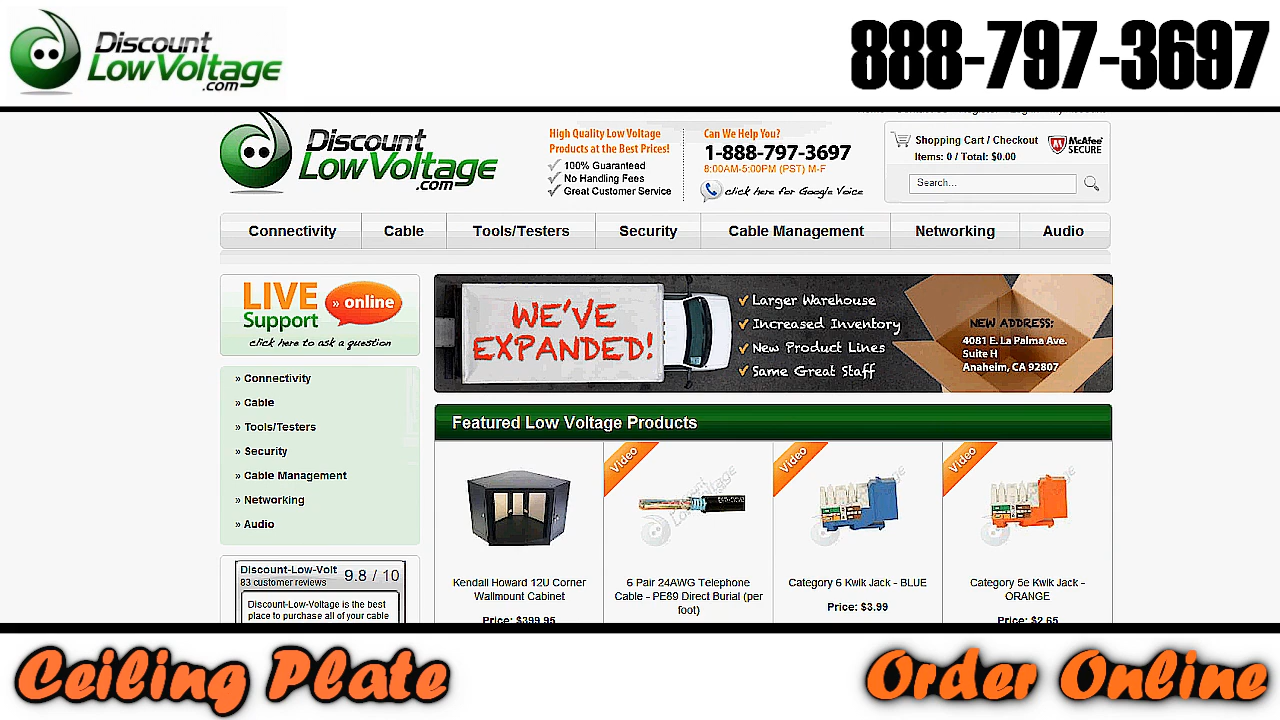 Discount
LowVoltage
.com
888-797-3697
Discount
LowVoltage
.com
High Quality Low Voltage
Products at the Best Prices!
100% Guaranteed
No Handling Fees
Great Customer Service
Can We Help You?
1-888-797-3697
8:00AM-5:00PM (PST) M-F
click here for Google Voice
Shopping Cart / Checkout
Items: 0 / Total: $0.00
McAfee
SECURE
Search...
Connectivity
Cable
Tools/Testers
Security
Cable Management
Networking
Audio
LIVE
» online
Support
click here to ask a question
WE'VE
EXPANDED!
Larger Warehouse
Increased Inventory
New Product Lines
Same Great Staff
NEW ADDRESS:
4081 E. La Palma Ave.
Suite H
Anaheim, CA 92807
» Connectivity
» Cable
» Tools/Testers
» Security
» Cable Management
» Networking
» Audio
Discount-Low-Volt
83 customer reviews
9.8 / 10
Discount-Low-Voltage is the best
place to purchase all of your cable
Featured Low Voltage Products
Video
Video
Video
Kendall Howard 12U Corner
Wallmount Cabinet
Price: $399.95
6 Pair 24AWG Telephone
Cable - PE89 Direct Burial (per
foot)
Category 6 Kwik Jack - BLUE
Price: $3.99
Category 5e Kwik Jack -
ORANGE
Price: $2.65
Ceiling Plate
Order Online